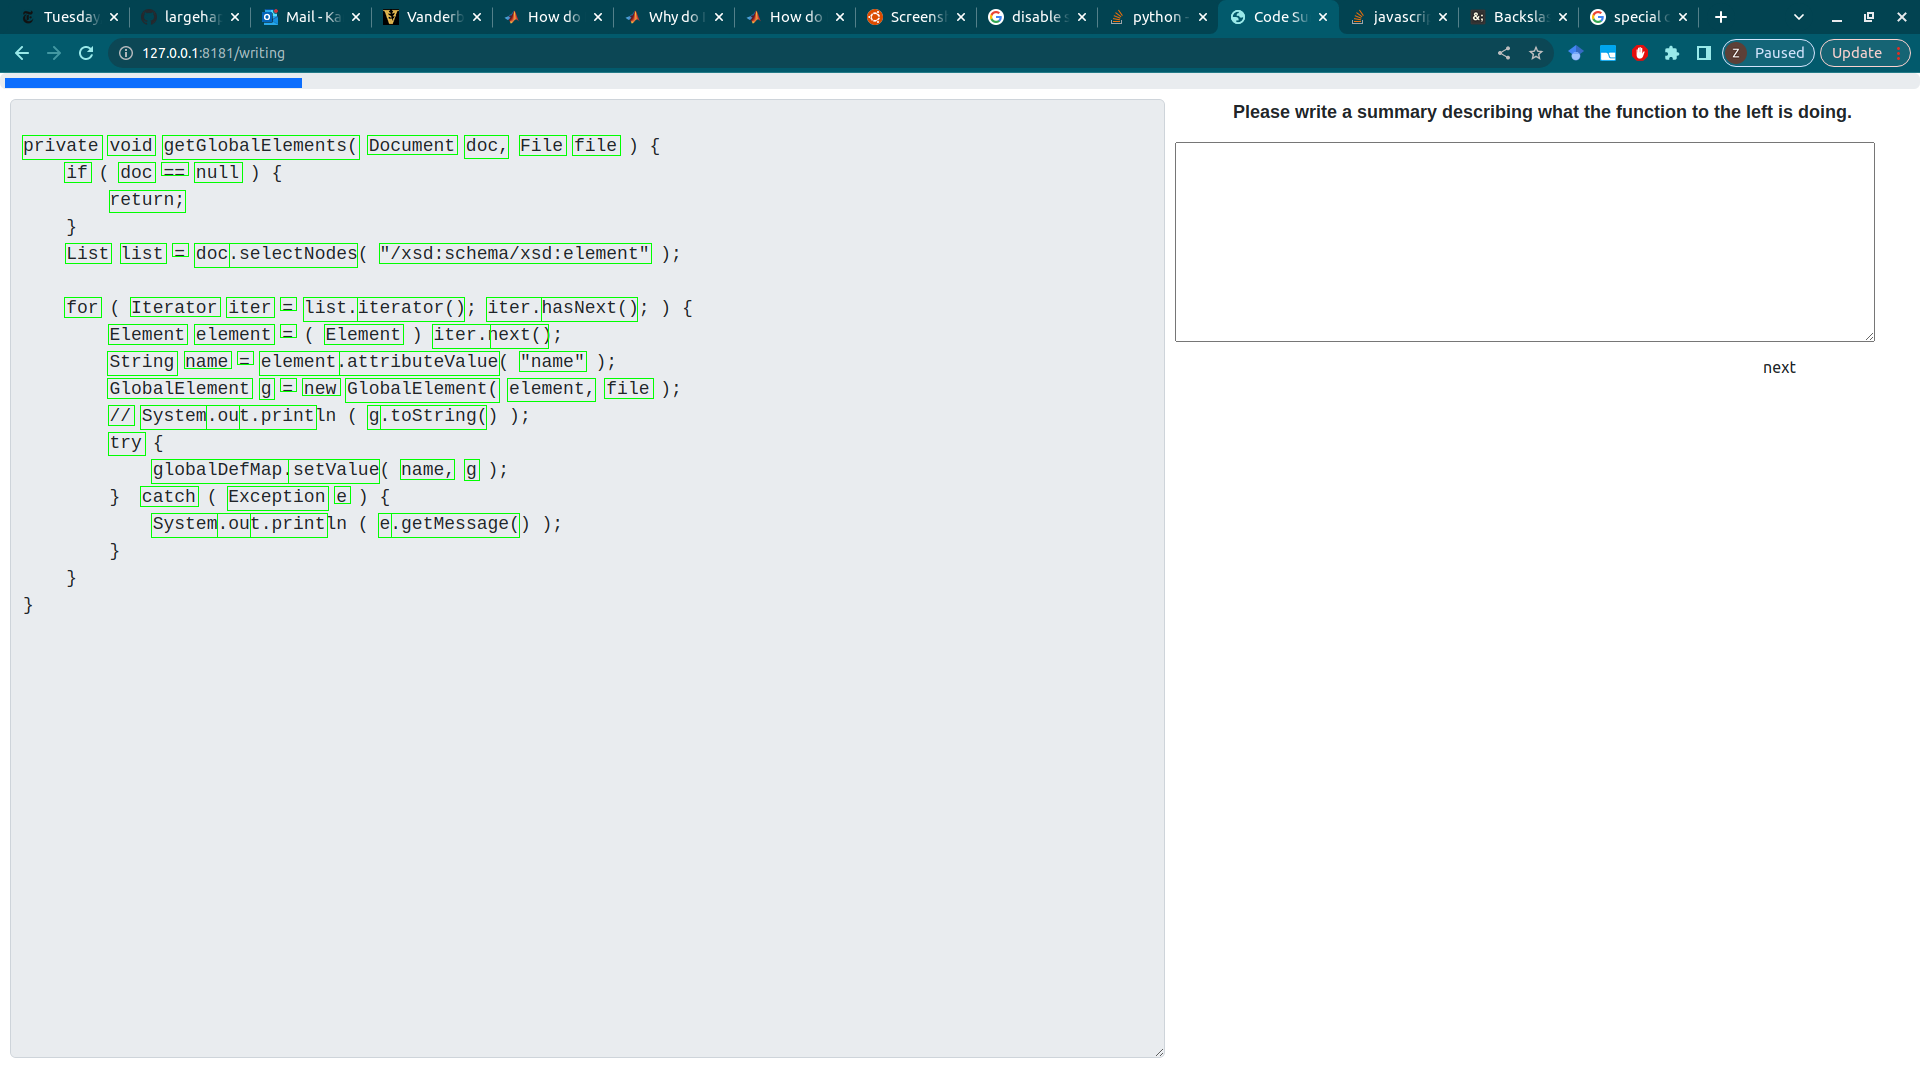 Tuesday largehap Mail - Ka Vanderb How do Why do How do Screens disable s python - Code Su javascrip Backslas special c
127.0.0.1:8181/writing Z Paused Update
Please write a summary describing what the function to the left is doing.
private void getGlobalElements( Document doc, File file ) {
if ( doc == null ) {
return;
}
List list = doc.selectNodes( "/xsd:schema/xsd:element" );
for ( Iterator iter = list.iterator(); iter.hasNext(); ) {
Element element = ( Element ) iter.next();
String name = element.attributeValue( "name" );
GlobalElement g = new GlobalElement( element, file );
// System.out.println ( g.toString() );
try {
globalDefMap.setValue( name, g );
} catch ( Exception e ) {
System.out.println ( e.getMessage() );
}
}
}
next